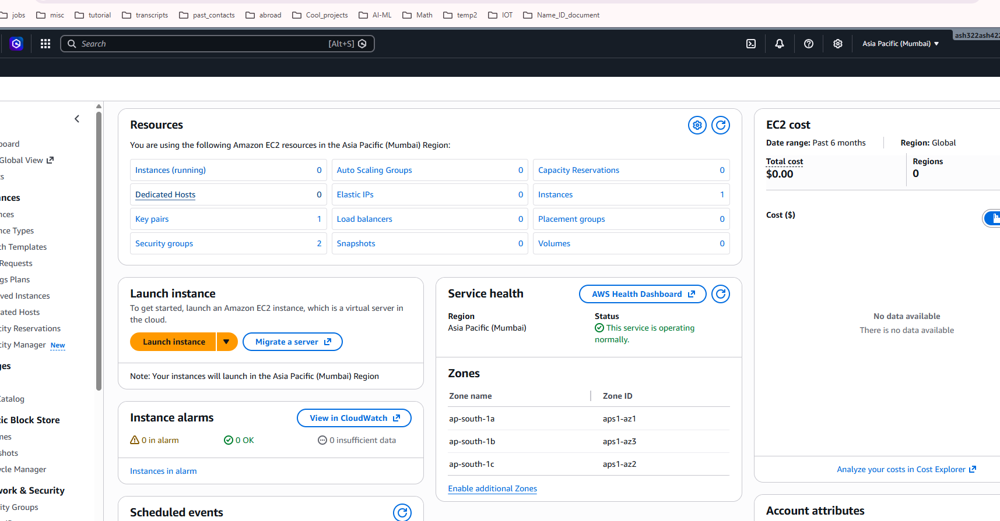 jobs misc tutorial transcripts past_contacts abroad Cool_projects AI-ML Math temp2 IOT Name_ID_document
Search [Alt+S] Asia Pacific (Mumbai) ash322ash422
board
Global View
s
nces
nces
nce Types
ch Templates
Requests
gs Plans
ved Instances
ated Hosts
city Reservations
city Manager New
ges
Catalog
tic Block Store
mes
shots
ycle Manager
work & Security
ity Groups
Resources
You are using the following Amazon EC2 resources in the Asia Pacific (Mumbai) Region:
Instances (running) 0 Auto Scaling Groups 0 Capacity Reservations 0
Dedicated Hosts 0 Elastic IPs 0 Instances 1
Key pairs 1 Load balancers 0 Placement groups 0
Security groups 2 Snapshots 0 Volumes 0
Launch instance
To get started, launch an Amazon EC2 instance, which is a virtual server in
the cloud.
Launch instance Migrate a server
Note: Your instances will launch in the Asia Pacific (Mumbai) Region
Instance alarms View in CloudWatch
0 in alarm 0 OK 0 insufficient data
Instances in alarm
Scheduled events
Service health AWS Health Dashboard
Region Status
Asia Pacific (Mumbai) This service is operating
normally.
Zones
Zone name Zone ID
ap-south-1a aps1-az1
ap-south-1b aps1-az3
ap-south-1c aps1-az2
Enable additional Zones
EC2 cost
Date range: Past 6 months Region: Global
Total cost Regions
$0.00 0
Cost ($)
No data available
There is no data available
Analyze your costs in Cost Explorer
Account attributes